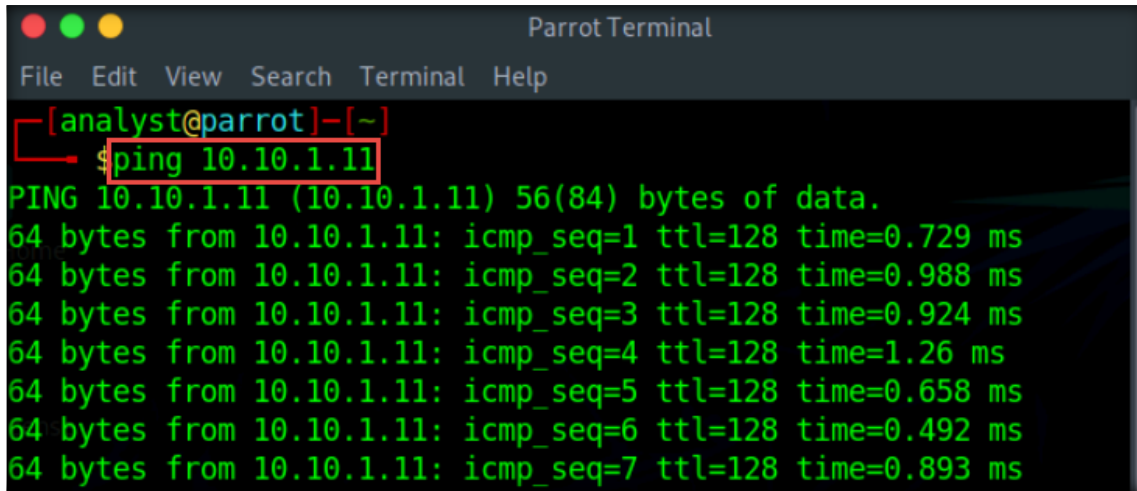 Parrot Terminal
File Edit View Search Terminal Help
[analyst@parrot]-[~]
$ping 10.10.1.11
PING 10.10.1.11 (10.10.1.11) 56(84) bytes of data.
64 bytes from 10.10.1.11: icmp_seq=1 ttl=128 time=0.729 ms
64 bytes from 10.10.1.11: icmp_seq=2 ttl=128 time=0.988 ms
64 bytes from 10.10.1.11: icmp_seq=3 ttl=128 time=0.924 ms
64 bytes from 10.10.1.11: icmp_seq=4 ttl=128 time=1.26 ms
64 bytes from 10.10.1.11: icmp_seq=5 ttl=128 time=0.658 ms
64 bytes from 10.10.1.11: icmp_seq=6 ttl=128 time=0.492 ms
64 bytes from 10.10.1.11: icmp_seq=7 ttl=128 time=0.893 ms